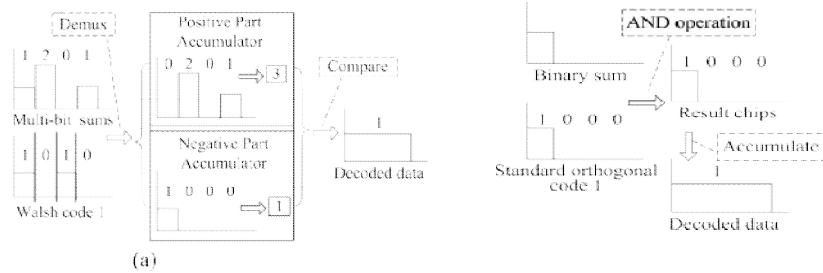 Demux
1 2 0 1
Multi-bit sums
1 0 1 0
Walsh code 1
Positive Part
Accumulator
0 2 0 1
3
Negative Part
Accumulator
1 0 0 0
1
Compare
1
Decoded data
(a)
Binary sum
AND operation
1 0 0 0
Standard orthogonal
code 1
1 0 0 0
Result chips
Accumulate
1
Decoded data